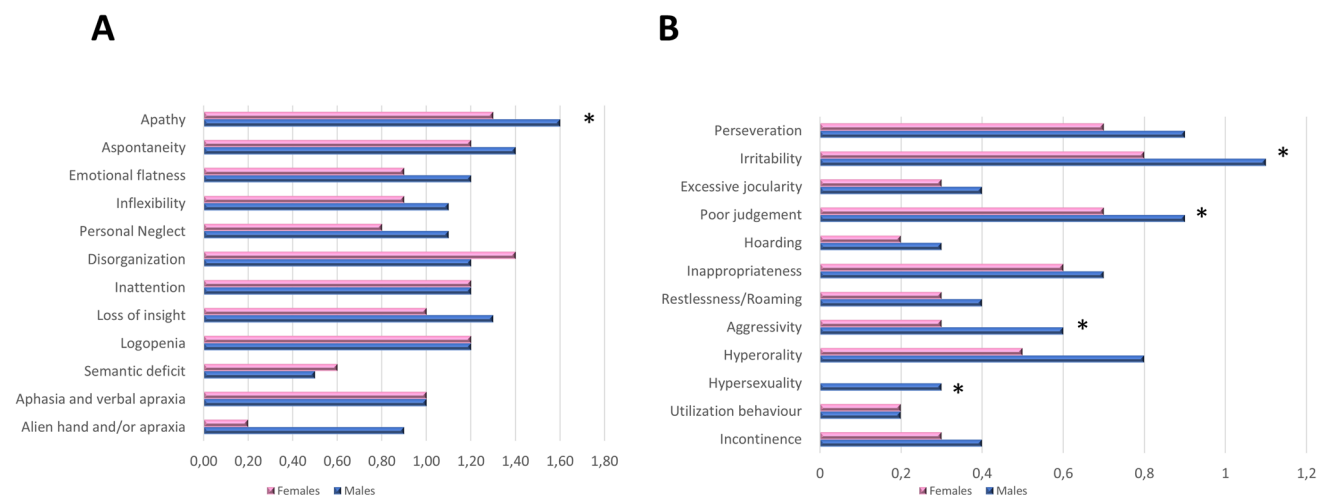 A
Apathy
*
Aspontaneity
Emotional flatness
Inflexibility
Personal Neglect
Disorganization
Inattention
Loss of insight
Logopenia
Semantic deficit
Aphasia and verbal apraxia
Alien hand and/or apraxia
0,00 0,20 0,40 0,60 0,80 1,00 1,20 1,40 1,60 1,80
Females Males
B
Perseveration
Irritability
*
Excessive jocularity
Poor judgement
*
Hoarding
Inappropriateness
Restlessness/Roaming
Aggressivity
*
Hyperorality
Hypersexuality
*
Utilization behaviour
Incontinence
0 0,2 0,4 0,6 0,8 1 1,2
Females Males